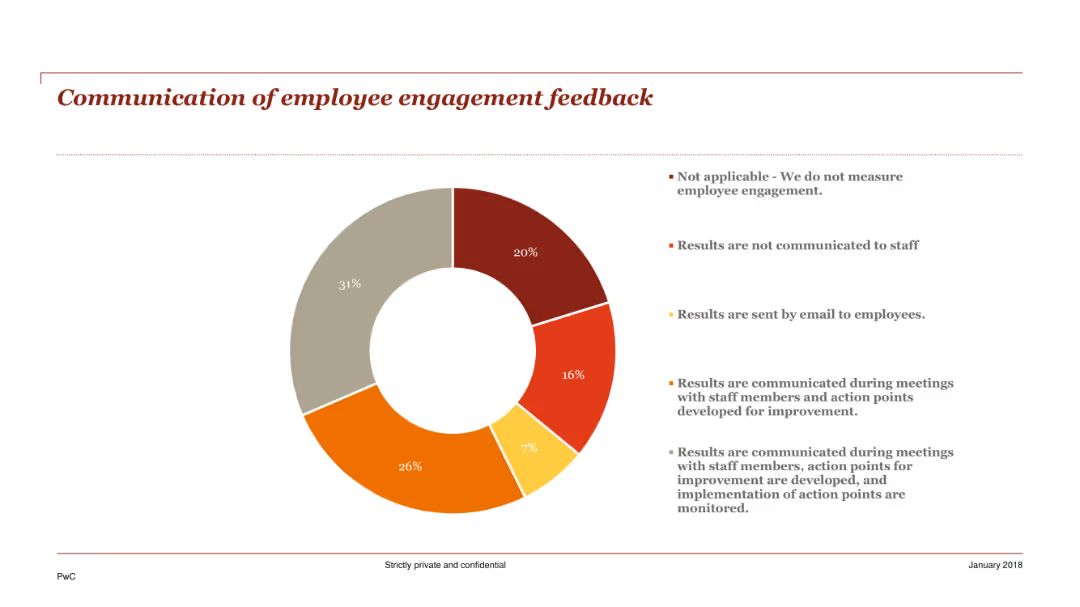 Communication of employee engagement feedback
20%
16%
7%
26%
31%
Not applicable - We do not measure
employee engagement.
Results are not communicated to staff
Results are sent by email to employees.
Results are communicated during meetings
with staff members and action points
developed for improvement.
Results are communicated during meetings
with staff members, action points for
improvement are developed, and
implementation of action points are
monitored.
Strictly private and confidential
January 2018
PwC